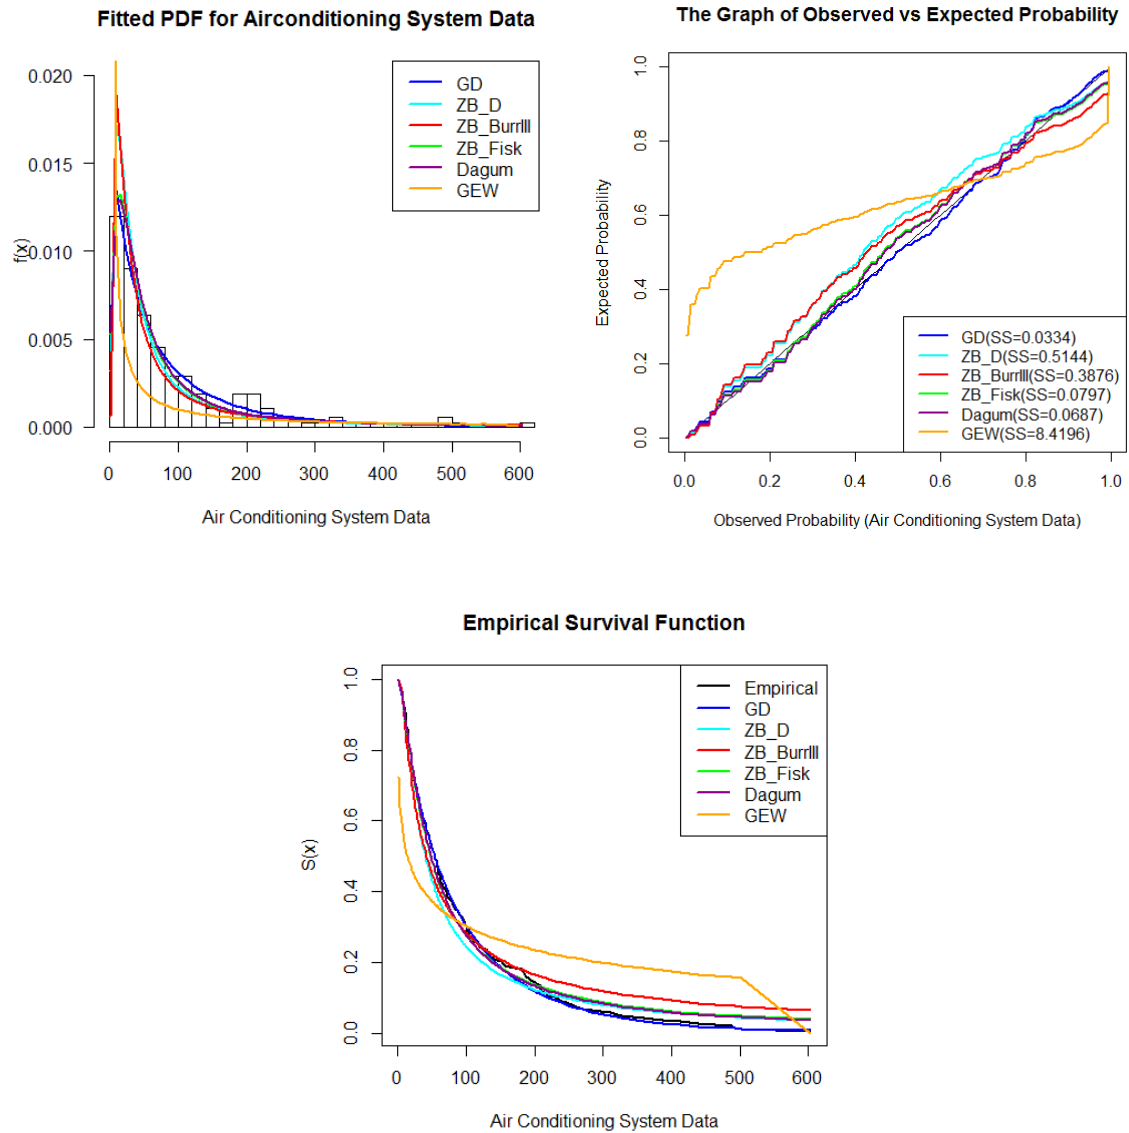 Fitted PDF for Airconditioning System Data
f(x)
0.020
0.015
0.010
0.005
0.000
GD
ZB_D
ZB_BurrIII
ZB_Fisk
Dagum
GEW
0 100 200 300 400 500 600
Air Conditioning System Data
The Graph of Observed vs Expected Probability
Expected Probability
1.0
0.8
0.6
0.4
0.2
0.0
GD(SS=0.0334)
ZB_D(SS=0.5144)
ZB_BurrIII(SS=0.3876)
ZB_Fisk(SS=0.0797)
Dagum(SS=0.0687)
GEW(SS=8.4196)
0.0 0.2 0.4 0.6 0.8 1.0
Observed Probability (Air Conditioning System Data)
Empirical Survival Function
S(x)
1.0
0.8
0.6
0.4
0.2
0.0
Empirical
GD
ZB_D
ZB_BurrIII
ZB_Fisk
Dagum
GEW
0 100 200 300 400 500 600
Air Conditioning System Data